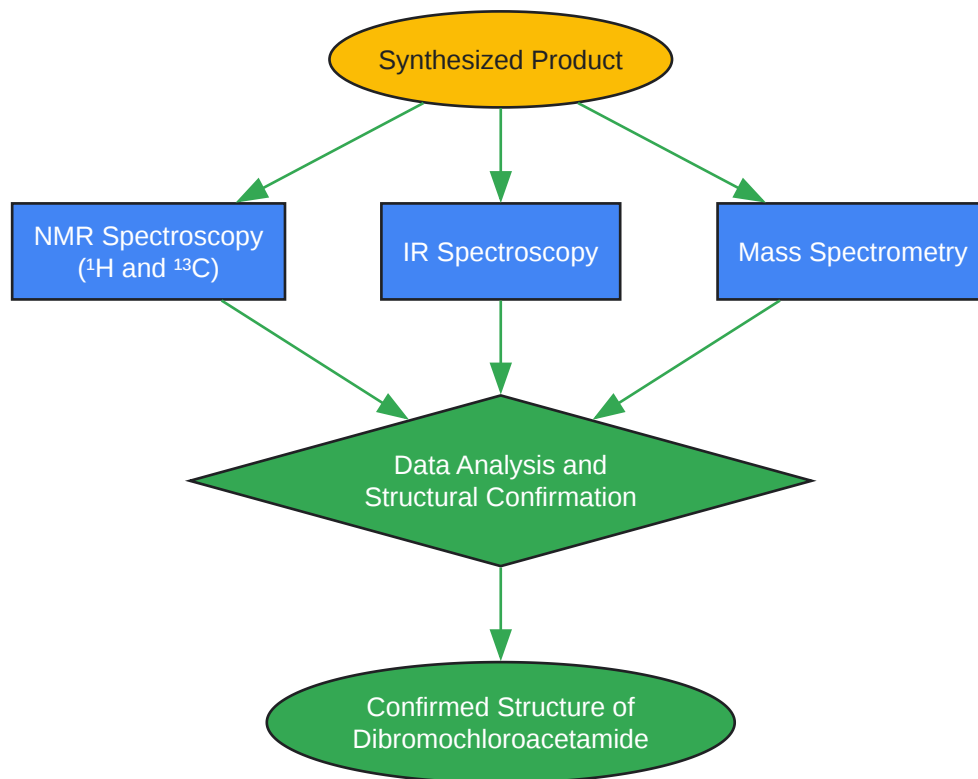 Synthesized Product
NMR Spectroscopy
(¹H and ¹³C)
IR Spectroscopy
Mass Spectrometry
Data Analysis and
Structural Confirmation
Confirmed Structure of
Dibromochloroacetamide